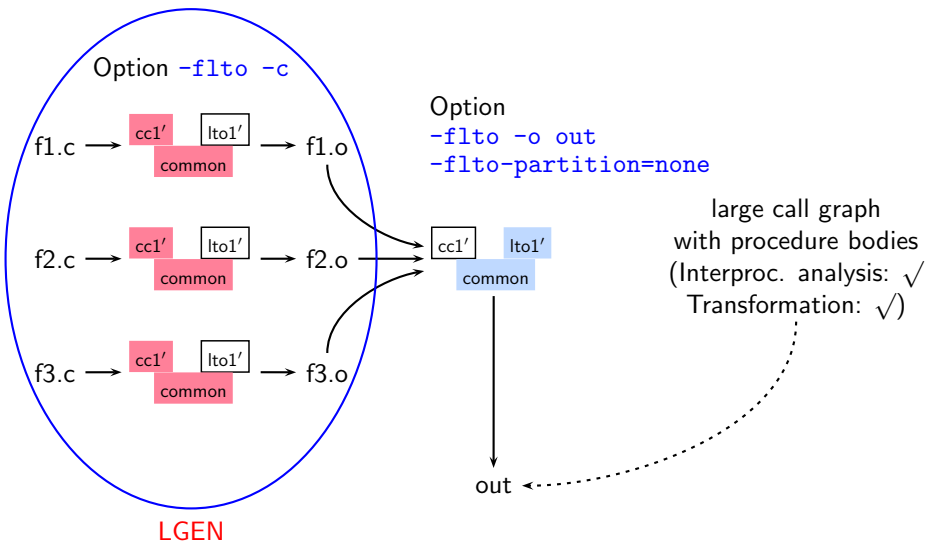 Option -flto -c
Option
-flto -o out
-flto-partition=none
f1.c
cc1′
lto1′
common
f1.o
f2.c
cc1′
lto1′
common
f2.o
f3.c
cc1′
lto1′
common
f3.o
cc1′
lto1′
common
large call graph
with procedure bodies
(Interproc. analysis: √
Transformation: √)
out
LGEN